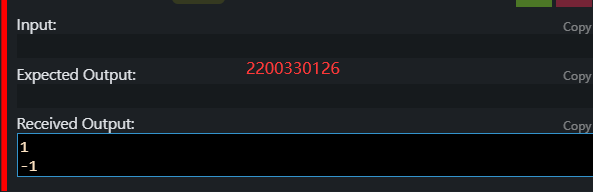 Input:
Copy
Expected Output:
2200330126
Copy
Received Output:
Copy
1
-1